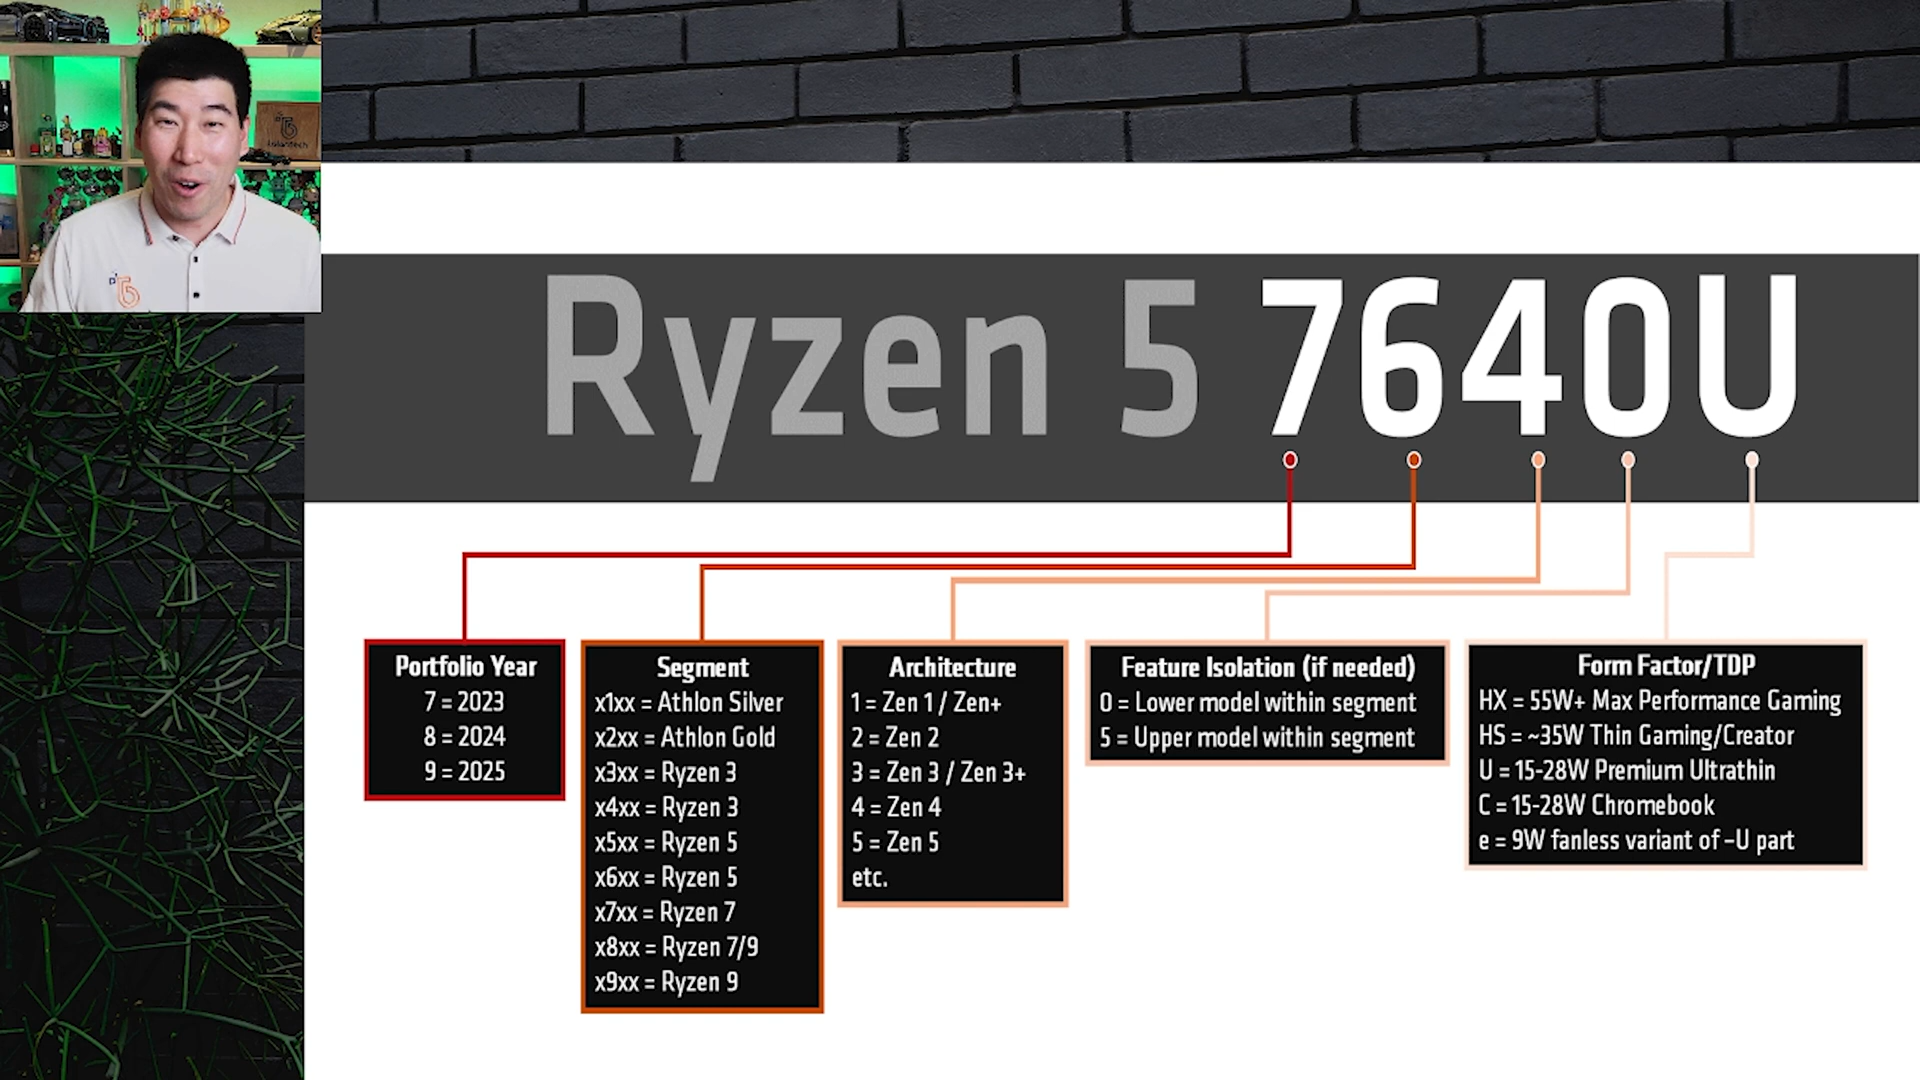 Ryzen 5 7640U
Portfolio Year
7 = 2023
8 = 2024
9 = 2025
Segment
x1xx = Athlon Silver
x2xx = Athlon Gold
x3xx = Ryzen 3
x4xx = Ryzen 3
x5xx = Ryzen 5
x6xx = Ryzen 5
x7xx = Ryzen 7
x8xx = Ryzen 7/9
x9xx = Ryzen 9
Architecture
1 = Zen 1 / Zen+
2 = Zen 2
3 = Zen 3 / Zen 3+
4 = Zen 4
5 = Zen 5
etc.
Feature Isolation (if needed)
0 = Lower model within segment
5 = Upper model within segment
Form Factor/TDP
HX = 55W+ Max Performance Gaming
HS = ~35W Thin Gaming/Creator
U = 15-28W Premium Ultrathin
C = 15-28W Chromebook
e = 9W fanless variant of –U part